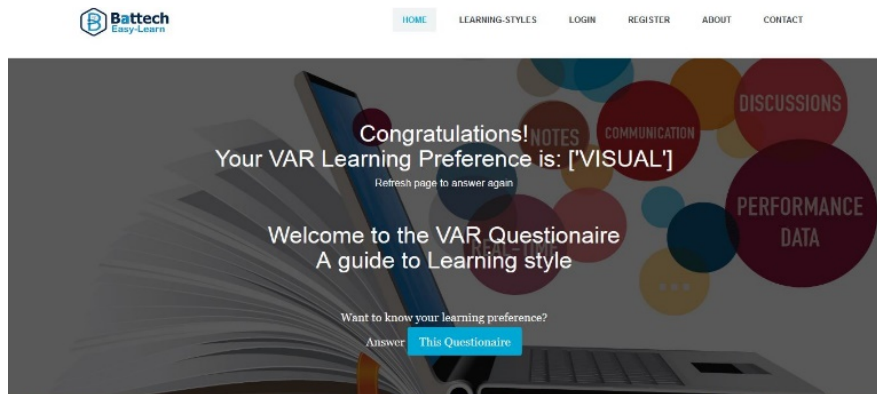 Battech
Easy-Learn
HOME LEARNING-STYLES LOGIN REGISTER ABOUT CONTACT
DISCUSSIONS
NOTES
COMMUNICATION
Congratulations!
Your VAR Learning Preference is: ['VISUAL']
Refresh page to answer again
PERFORMANCE
DATA
Welcome to the VAR Questionaire
REAL-TIME
A guide to Learning style
Want to know your learning preference?
Answer This Questionaire